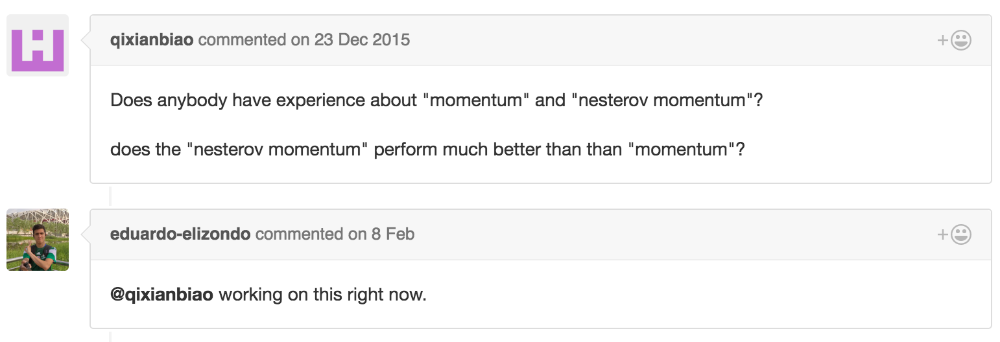 qixianbiao commented on 23 Dec 2015
Does anybody have experience about "momentum" and "nesterov momentum"?
does the "nesterov momentum" perform much better than than "momentum"?
eduardo-elizondo commented on 8 Feb
@qixianbiao working on this right now.